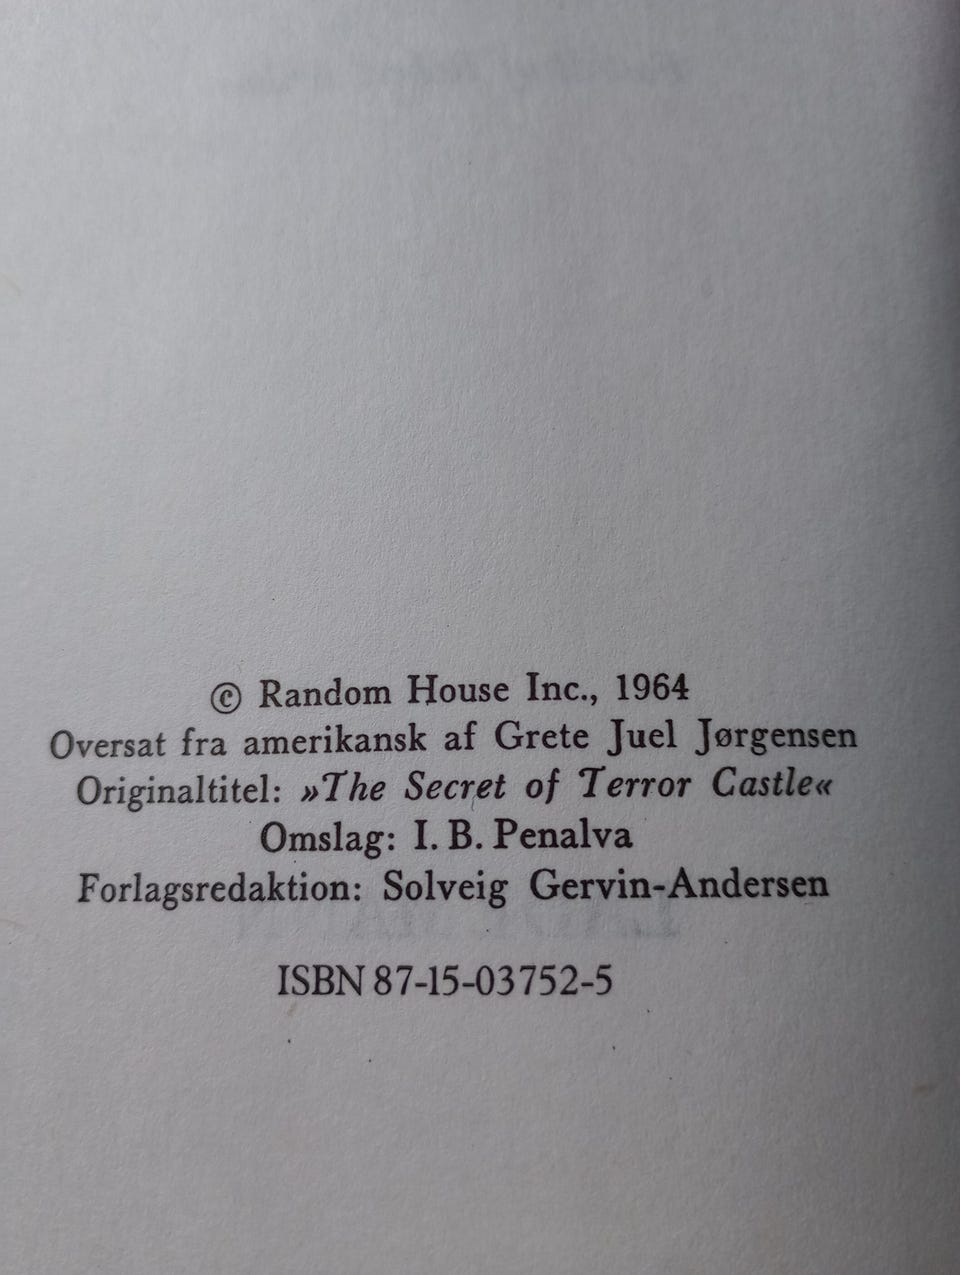 © Random House Inc., 1964
Oversat fra amerikansk af Grete Juel Jørgensen
Originaltitel: »The Secret of Terror Castle«
Omslag: I. B. Penalva
Forlagsredaktion: Solveig Gervin-Andersen
ISBN 87-15-03752-5